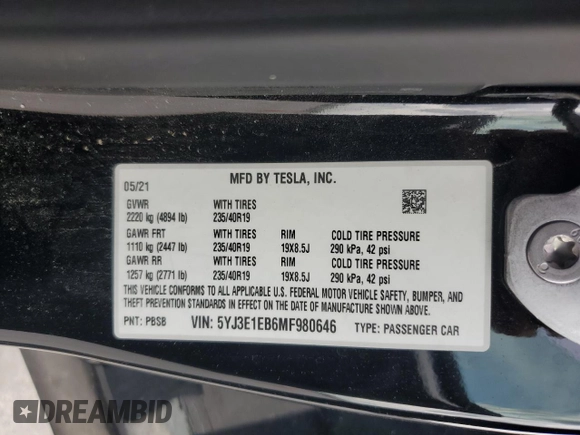 MFD BY TESLA, INC.
05/21
GVWR WITH TIRES
2220 kg (4894 lb) 235/40R19
GAWR FRT WITH TIRES RIM COLD TIRE PRESSURE
1110 kg (2447 lb) 235/40R19 19X8.5J 290 kPa, 42 psi
GAWR RR WITH TIRES RIM COLD TIRE PRESSURE
1257 kg (2771 lb) 235/40R19 19X8.5J 290 kPa, 42 psi
THIS VEHICLE CONFORMS TO ALL APPLICABLE U.S. FEDERAL MOTOR VEHICLE SAFETY, BUMPER, AND
THEFT PREVENTION STANDARDS IN EFFECT ON THE DATE OF MANUFACTURE SHOWN ABOVE.
PNT: PBSB VIN: 5YJ3E1EB6MF980646 TYPE: PASSENGER CAR
DREAMBID